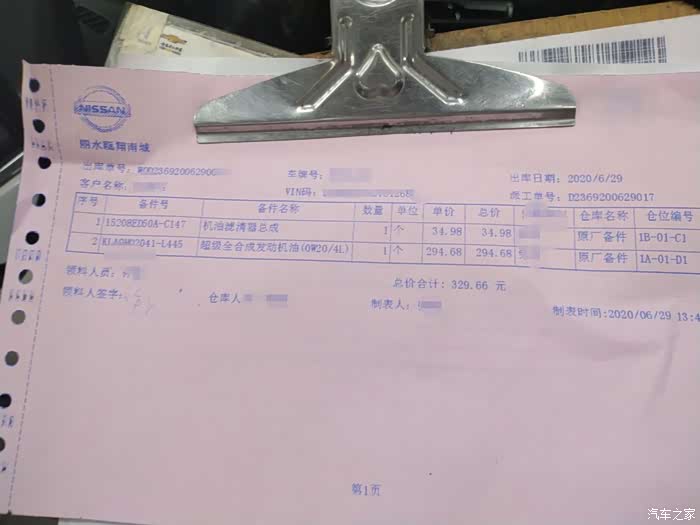 NISSAN
丽水瓯翔南城
出库单号:
车牌号:
出库日期: 2020/6/29
客户名称
VIN码:
派工单号: D2369200629017
序号 备件号 备件名称 数量 单位 单价 总价 仓库名称 仓位编号
1 15208ED50A-C147 机油滤清器总成 1 个 34.98 34.98 原厂备件 1B-01-C1
2 KLAGM02041-L445 超级全合成发动机油(0W20/4L) 1 个 294.68 294.68 原厂备件 1A-01-D1
领料人员:
总价合计: 329.66 元
领料人签字:
仓库人
制表人:
制表时间:2020/06/29 13:4
第1页
汽车之家